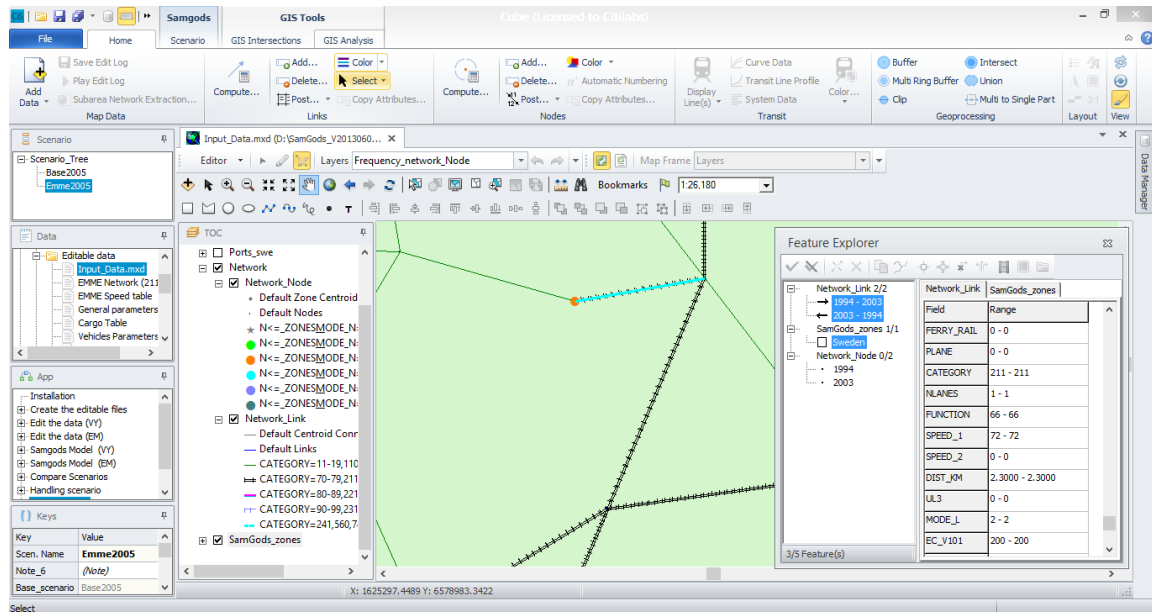 Samgods
GIS Tools
Cube (Licensed to Citilabs)
File
Home
Scenario
GIS Intersections
GIS Analysis
Add Data
Save Edit Log
Play Edit Log
Subarea Network Extraction...
Map Data
Compute...
Add...
Delete...
Post...
Color
Select
Copy Attributes...
Links
Compute...
Add...
Delete...
Post...
Color
Automatic Numbering
Copy Attributes...
Nodes
Display Line(s)
Curve Data
Transit Line Profile
System Data
Color...
Transit
Buffer
Multi Ring Buffer
Clip
Intersect
Union
Multi to Single Part
Geoprocessing
Layout
View
Scenario
Scenario_Tree
Base2005
Emme2005
Input_Data.mxd (D:\SamGods_V2013060...
Editor
Layers
Frequency_network_Node
Map Frame
Layers
Bookmarks
1:26,180
Data Manager
Data
Editable data
Input_Data.mxd
EMME Network (211
EMME Speed table
General parameters
Cargo Table
Vehicles Parameters
App
Installation
Create the editable files
Edit the data (VY)
Edit the data (EM)
Samgods Model (VY)
Samgods Model (EM)
Compare Scenarios
Handling scenario
Keys
Key Value
Scen. Name Emme2005
Note_6 (Note)
Base_scenario Base2005
TOC
Ports_swe
Network
Network_Node
Default Zone Centroid
Default Nodes
N<=_ZONESMODE_N
N<=_ZONESMODE_N
N<=_ZONESMODE_N
N<=_ZONESMODE_N
N<=_ZONESMODE_N
N<=_ZONESMODE_N
Network_Link
Default Centroid Conr
Default Links
CATEGORY=11-19,110
CATEGORY=70-79,211
CATEGORY=80-89,221
CATEGORY=90-99,231
CATEGORY=241,560,7
SamGods_zones
Feature Explorer
Network_Link 2/2
1994 - 2003
2003 - 1994
SamGods_zones 1/1
Sweden
Network_Node 0/2
1994
2003
3/5 Feature(s)
Network_Link
SamGods_zones
Field Range
FERRY_RAIL 0 - 0
PLANE 0 - 0
CATEGORY 211 - 211
NLANES 1 - 1
FUNCTION 66 - 66
SPEED_1 72 - 72
SPEED_2 0 - 0
DIST_KM 2.3000 - 2.3000
UL3 0 - 0
MODE_L 2 - 2
EC_V101 200 - 200
X: 1625297.4489 Y: 6578983.3422
Select